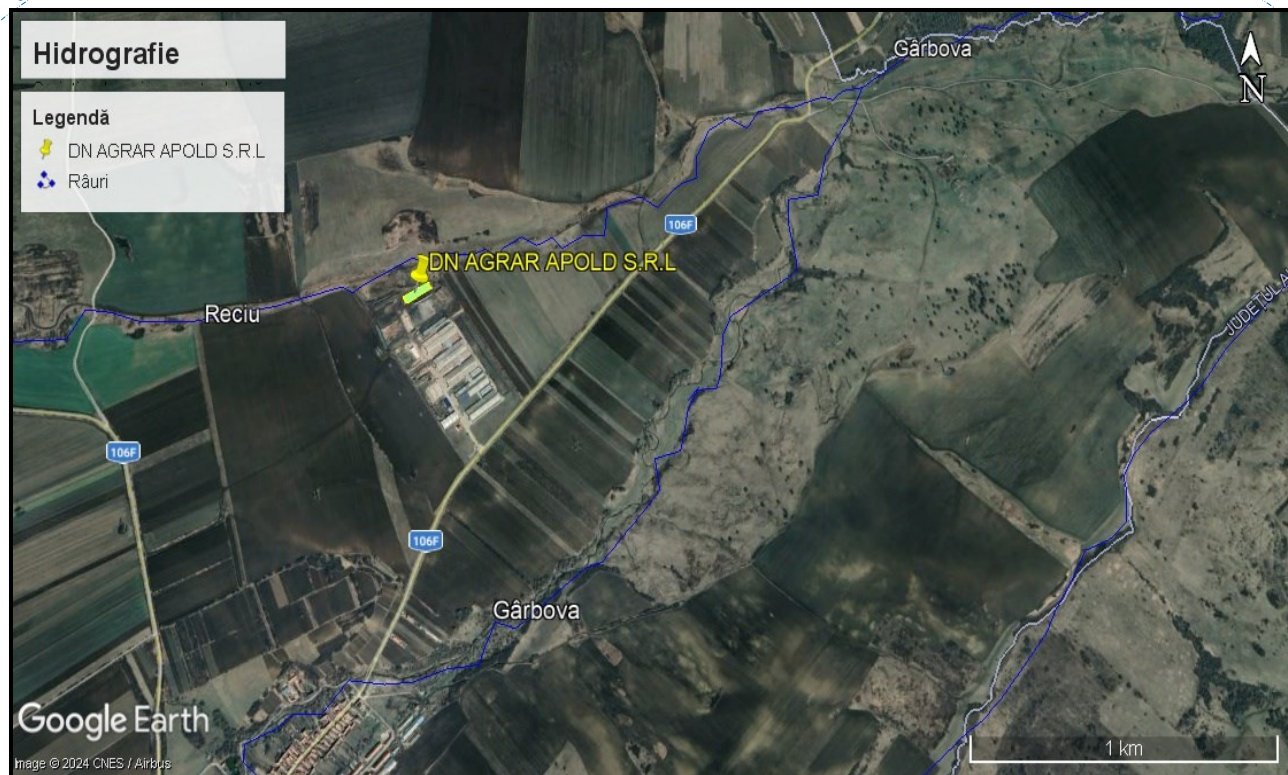 Hidrografie
Legendă
DN AGRAR APOLD S.R.L
Râuri
Gârbova
N
106F
DN AGRAR APOLD S.R.L
Reciu
JUDEȚUL A
106F
106F
Gârbova
Google Earth
Image © 2024 CNES / Airbus
1 km